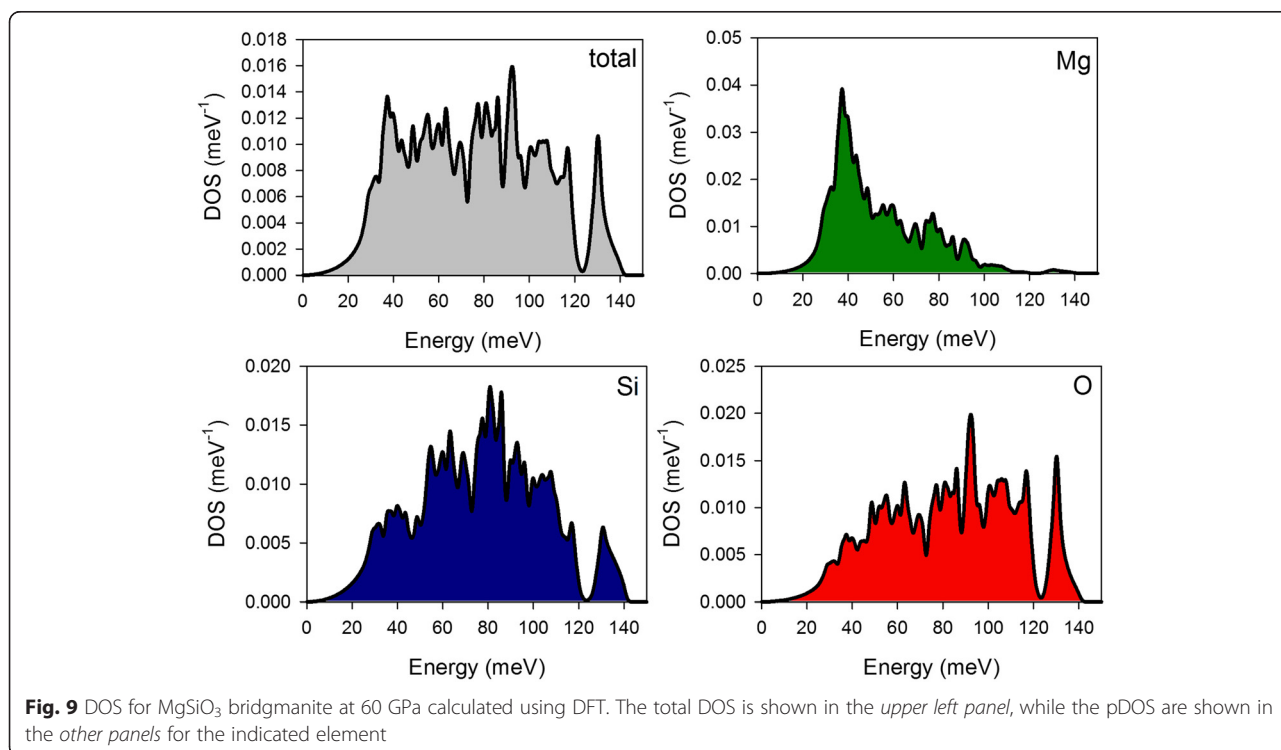 total
DOS (meV⁻¹)
0.018
0.016
0.014
0.012
0.010
0.008
0.006
0.004
0.002
0.000
0 20 40 60 80 100 120 140
Energy (meV)
Mg
DOS (meV⁻¹)
0.05
0.04
0.03
0.02
0.01
0.00
0 20 40 60 80 100 120 140
Energy (meV)
Si
DOS (meV⁻¹)
0.020
0.015
0.010
0.005
0.000
0 20 40 60 80 100 120 140
Energy (meV)
O
DOS (meV⁻¹)
0.025
0.020
0.015
0.010
0.005
0.000
0 20 40 60 80 100 120 140
Energy (meV)
Fig. 9 DOS for MgSiO₃ bridgmanite at 60 GPa calculated using DFT. The total DOS is shown in the upper left panel, while the pDOS are shown in
the other panels for the indicated element